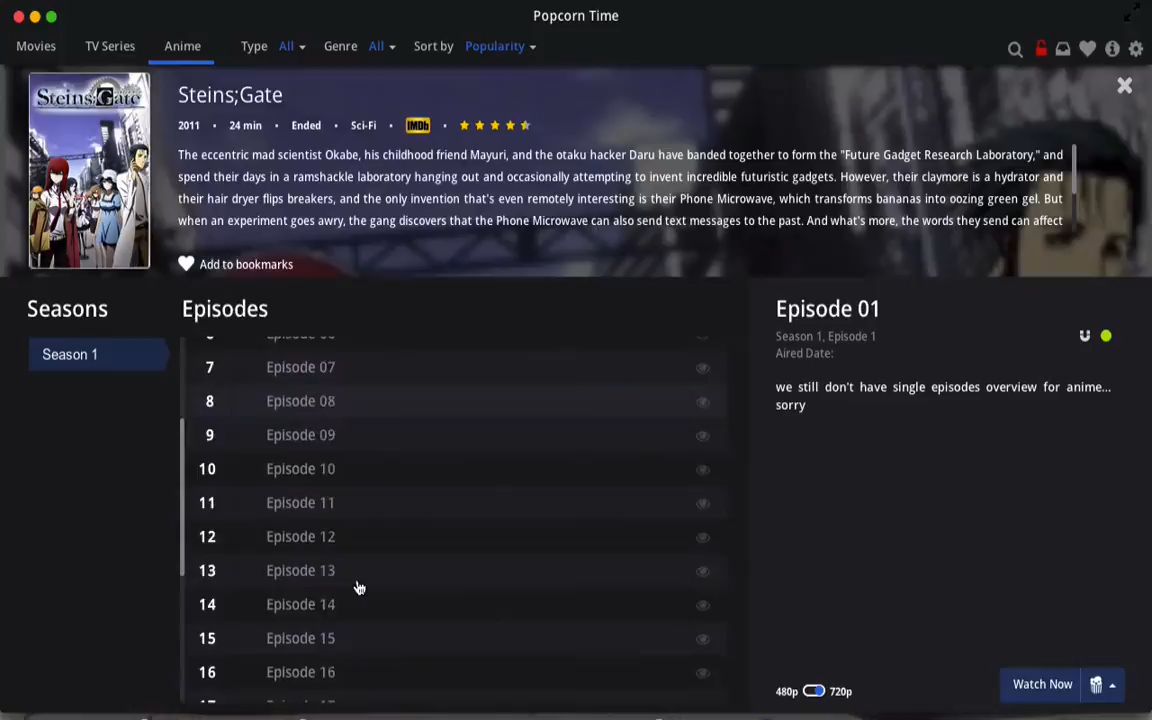 Popcorn Time
Movies TV Series Anime Type All Genre All Sort by Popularity
Steins;Gate
Steins;Gate
2011 • 24 min • Ended • Sci-Fi • IMDb •
The eccentric mad scientist Okabe, his childhood friend Mayuri, and the otaku hacker Daru have banded together to form the "Future Gadget Research Laboratory," and
spend their days in a ramshackle laboratory hanging out and occasionally attempting to invent incredible futuristic gadgets. However, their claymore is a hydrator and
their hair dryer flips breakers, and the only invention that's even remotely interesting is their Phone Microwave, which transforms bananas into oozing green gel. But
when an experiment goes awry, the gang discovers that the Phone Microwave can also send text messages to the past. And what's more, the words they send can affect
Add to bookmarks
Seasons
Season 1
Episodes
7 Episode 07
8 Episode 08
9 Episode 09
10 Episode 10
11 Episode 11
12 Episode 12
13 Episode 13
14 Episode 14
15 Episode 15
16 Episode 16
Episode 01
Season 1, Episode 1
Aired Date:
we still don't have single episodes overview for anime...
sorry
480p 720p
Watch Now